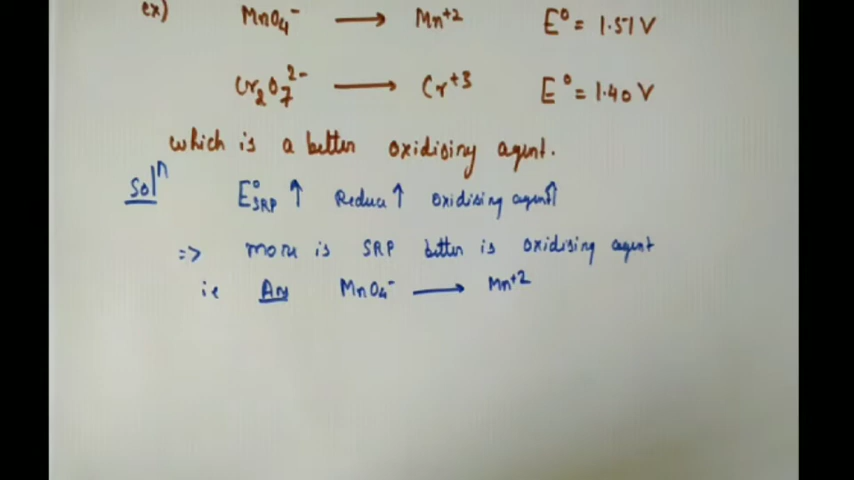 ex) MnO₄⁻ ⟶ Mn⁺² E° = 1.51 V
Cr₂O₇²⁻ ⟶ Cr⁺³ E° = 1.40 V
which is a better oxidising agent.
Solⁿ E°SRP ↑ Reduce ↑ oxidising agent↑
=> more is SRP better is oxidising agent
ie Ans MnO₄⁻ ⟶ Mn⁺²